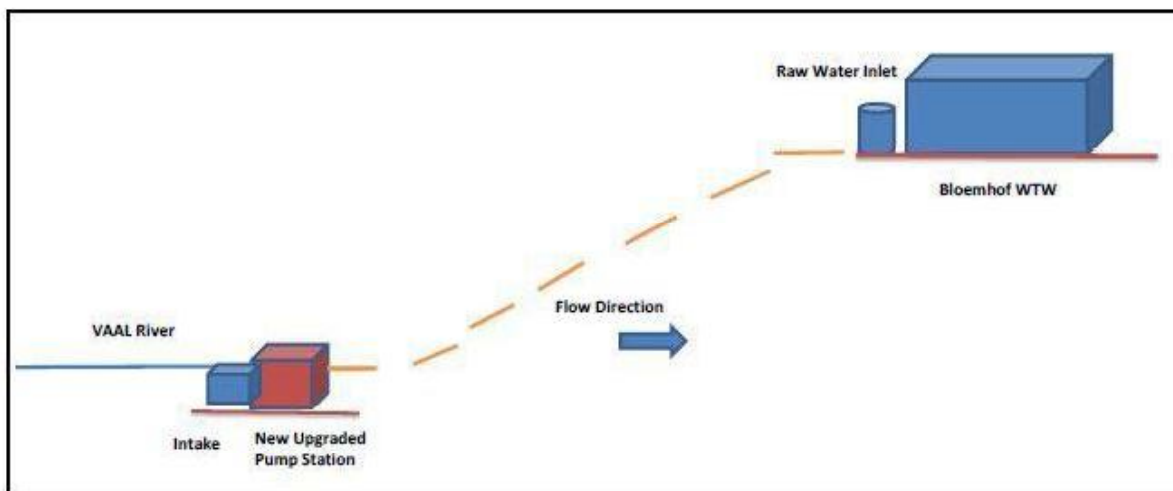 Raw Water Inlet
Bloemhof WTW
Flow Direction
VAAL River
Intake
New Upgraded
Pump Station